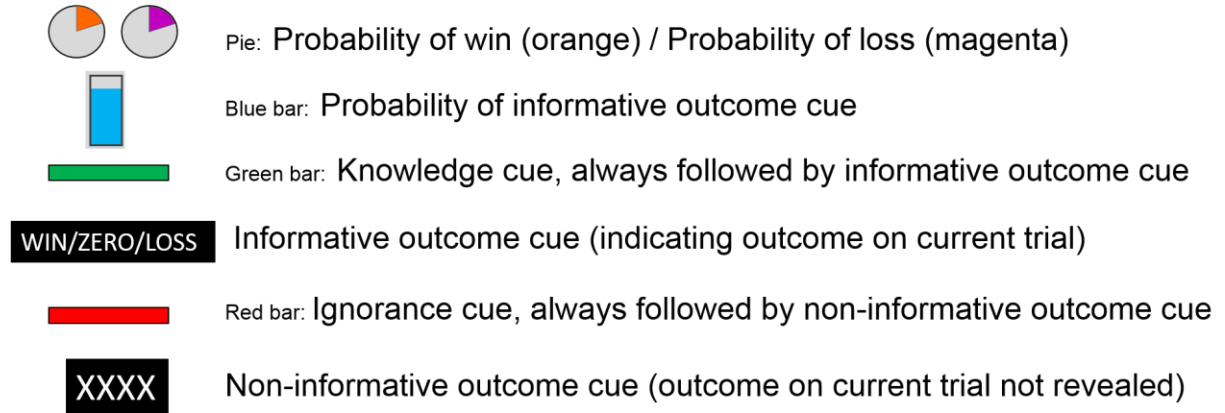 Pie: Probability of win (orange) / Probability of loss (magenta)
Blue bar: Probability of informative outcome cue
Green bar: Knowledge cue, always followed by informative outcome cue
WIN/ZERO/LOSS Informative outcome cue (indicating outcome on current trial)
Red bar: Ignorance cue, always followed by non-informative outcome cue
XXXX Non-informative outcome cue (outcome on current trial not revealed)